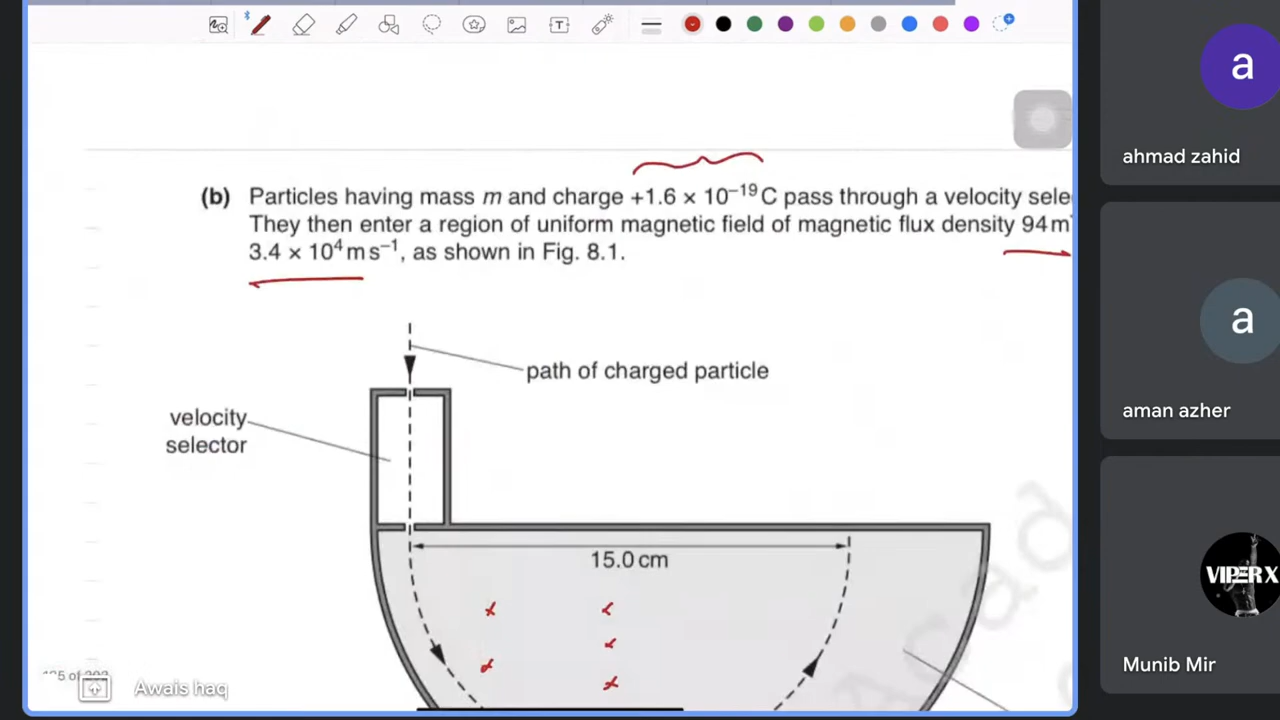 (b) Particles having mass m and charge +1.6 × 10⁻¹⁹ C pass through a velocity sele
They then enter a region of uniform magnetic field of magnetic flux density 94 m
3.4 × 10⁴ m s⁻¹, as shown in Fig. 8.1.
path of charged particle
velocity
selector
15.0 cm
Awais haq
T
a
ahmad zahid
a
aman azher
VIPER X
Munib Mir